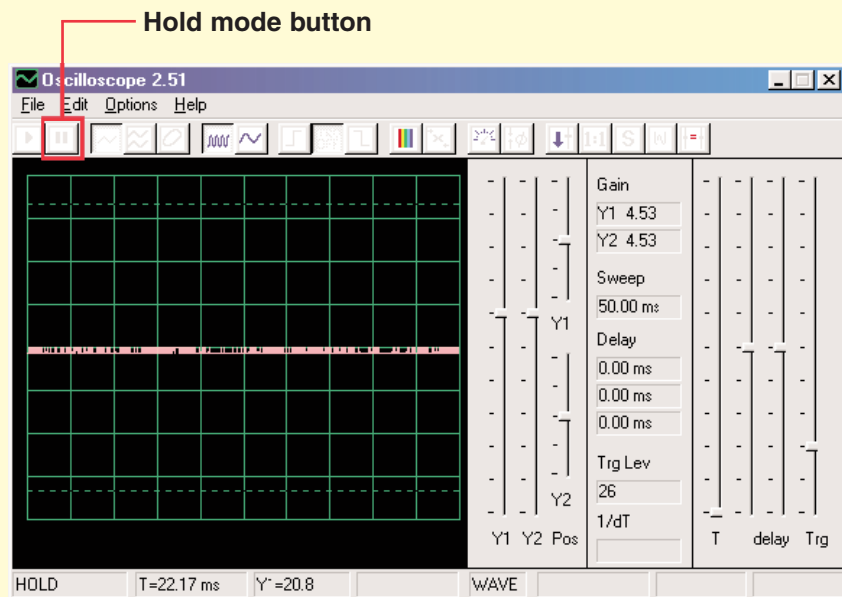 Hold mode button
Oscilloscope 2.51
File Edit Options Help
1:1 S
Gain
Y1 4.53
Y2 4.53
Sweep
50.00 ms
Y1
Delay
0.00 ms
0.00 ms
0.00 ms
Trg Lev
26
Y2
1/dT
Y1 Y2 Pos
T delay Trg
HOLD T=22.17 ms Y-=20.8 WAVE